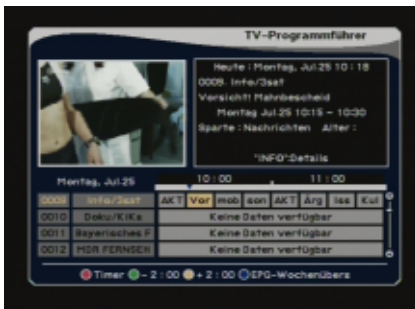 TV-Programmführer
Heute : Montag, Jul.25 10 : 18
0009. Info/3sat
Vorsicht! Mahnbescheid
Montag Jul.25 10:15 - 10:30
Sparte : Nachrichten Alter :
"INFO":Details
Montag, Jul.25 10 : 00 11 : 00
0009 Info/3sat AKT Vor mob son AKT Ärg Iss Kul
0010 Doku/KiKa Keine Daten verfügbar
0011 Bayerisches F Keine Daten verfügbar
0012 MDR FERNSEH Keine Daten verfügbar
Timer - 2 : 00 + 2 : 00 EPG-Wochenübers